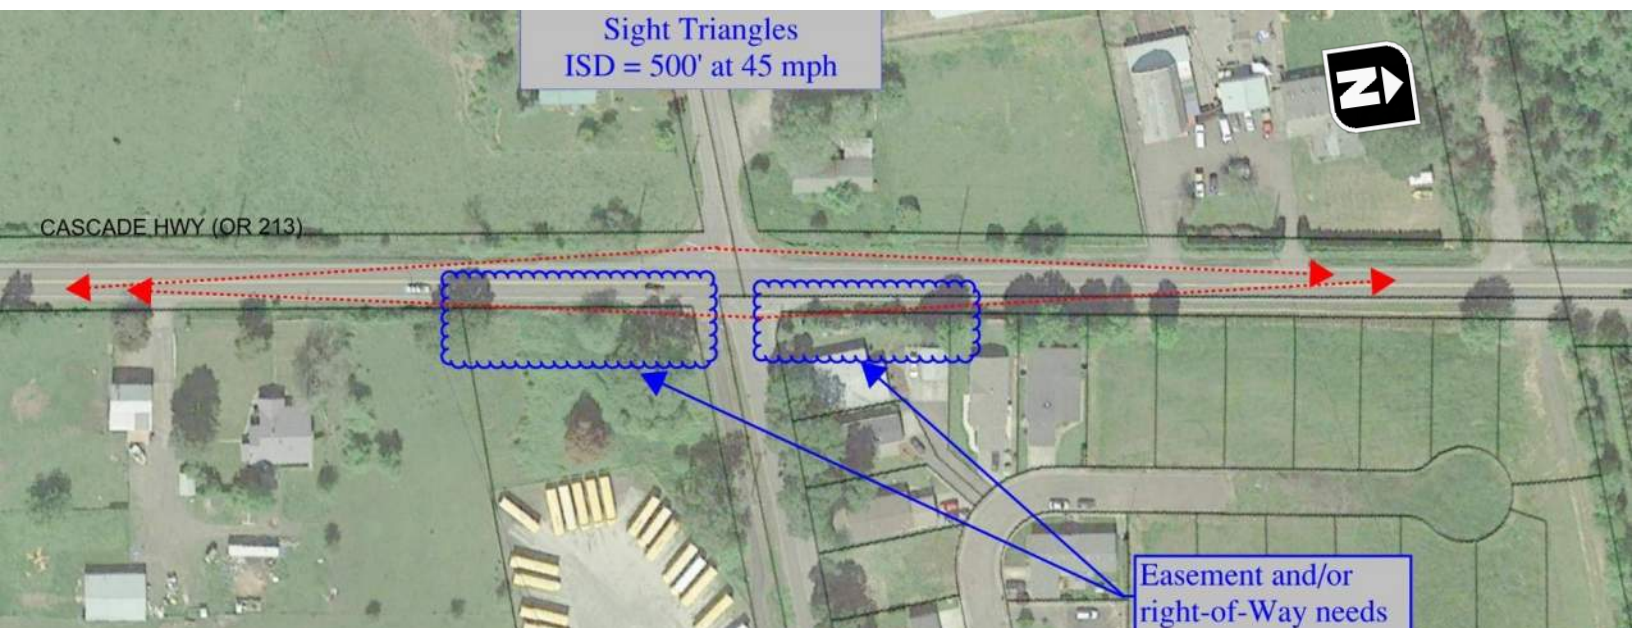 Sight Triangles
ISD = 500' at 45 mph
N
CASCADE HWY (OR 213)
Easement and/or
right-of-Way needs